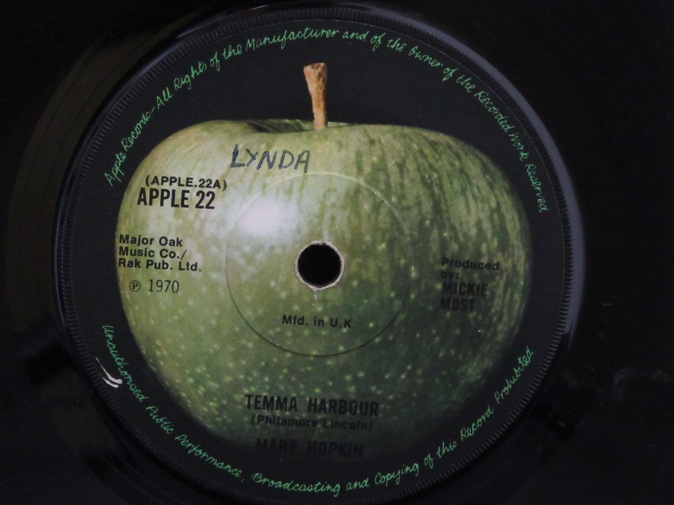 Apple Records-All Rights of the Manufacturer and of the Owner of the Recorded Work Reserved
LYNDA
(APPLE.22A)
APPLE 22
Major Oak
Music Co./
Rak Pub. Ltd.
Ⓟ 1970
Produced
by:
MICKIE
MOST
Mfd. in U.K
TEMMA HARBOUR
(Philamore Lincoln)
MARY HOPKIN
Unauthorised Public Performance, Broadcasting and Copying of this Record Prohibited